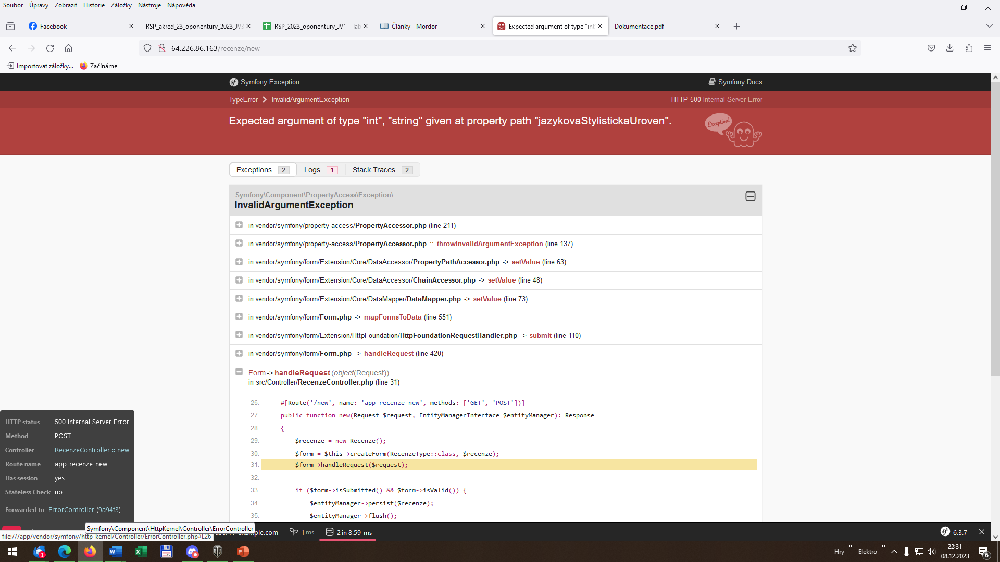 Soubor Úpravy Zobrazit Historie Záložky Nástroje Nápověda
Facebook
RSP_akred_23_oponentury_2023_JV3
RSP_2023_oponentury_JV1 - Tab
Články - Mordor
Expected argument of type "int
Dokumentace.pdf
64.226.86.163/recenze/new
Importovat záložky...
Začínáme
Symfony Exception
Symfony Docs
TypeError
InvalidArgumentException
HTTP 500 Internal Server Error
Expected argument of type "int", "string" given at property path "jazykovaStylistickaUroven".
Exception!
Exceptions 2
Logs 1
Stack Traces 2
Symfony\Component\PropertyAccess\Exception\
InvalidArgumentException
in vendor/symfony/property-access/PropertyAccessor.php (line 211)
in vendor/symfony/property-access/PropertyAccessor.php :: throwInvalidArgumentException (line 137)
in vendor/symfony/form/Extension/Core/DataAccessor/PropertyPathAccessor.php -> setValue (line 63)
in vendor/symfony/form/Extension/Core/DataAccessor/ChainAccessor.php -> setValue (line 48)
in vendor/symfony/form/Extension/Core/DataMapper/DataMapper.php -> setValue (line 73)
in vendor/symfony/form/Form.php -> mapFormsToData (line 551)
in vendor/symfony/form/Extension/HttpFoundation/HttpFoundationRequestHandler.php -> submit (line 110)
in vendor/symfony/form/Form.php -> handleRequest (line 420)
Form->handleRequest(object(Request))
in src/Controller/RecenzeController.php (line 31)
26. #[Route('/new', name: 'app_recenze_new', methods: ['GET', 'POST'])]
27. public function new(Request $request, EntityManagerInterface $entityManager): Response
28. {
29. $recenze = new Recenze();
30. $form = $this->createForm(RecenzeType::class, $recenze);
31. $form->handleRequest($request);
32.
33. if ($form->isSubmitted() && $form->isValid()) {
34. $entityManager->persist($recenze);
35. $entityManager->flush();
HTTP status 500 Internal Server Error
Method POST
Controller RecenzeController :: new
Route name app_recenze_new
Has session yes
Stateless Check no
Forwarded to ErrorController (9a94f3)
Symfony\Component\HttpKernel\Controller\ErrorController
file:///app/vendor/symfony/http-kernel/Controller/ErrorController.php#L26
1 ms
2 in 8.59 ms
6.3.7
Hry
Elektro
22:31
08.12.2023
1
6